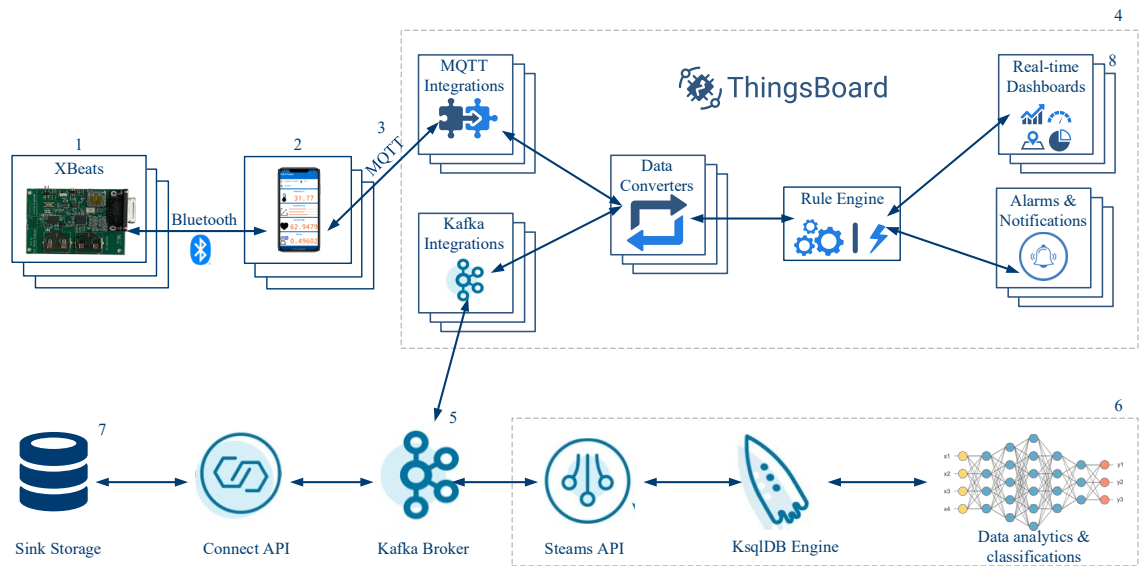 4
MQTT
Integrations
ThingsBoard
Real-time
Dashboards
8
3
MQTT
1
XBeats
2
31.77
62.9479
0.49602
Bluetooth
Data
Converters
Rule Engine
Alarms &
Notifications
Kafka
Integrations
7
5
6
x1
x2
x3
x4
y1
y2
y3
Sink Storage
Connect API
Kafka Broker
Steams API
KsqlDB Engine
Data analytics &
classifications